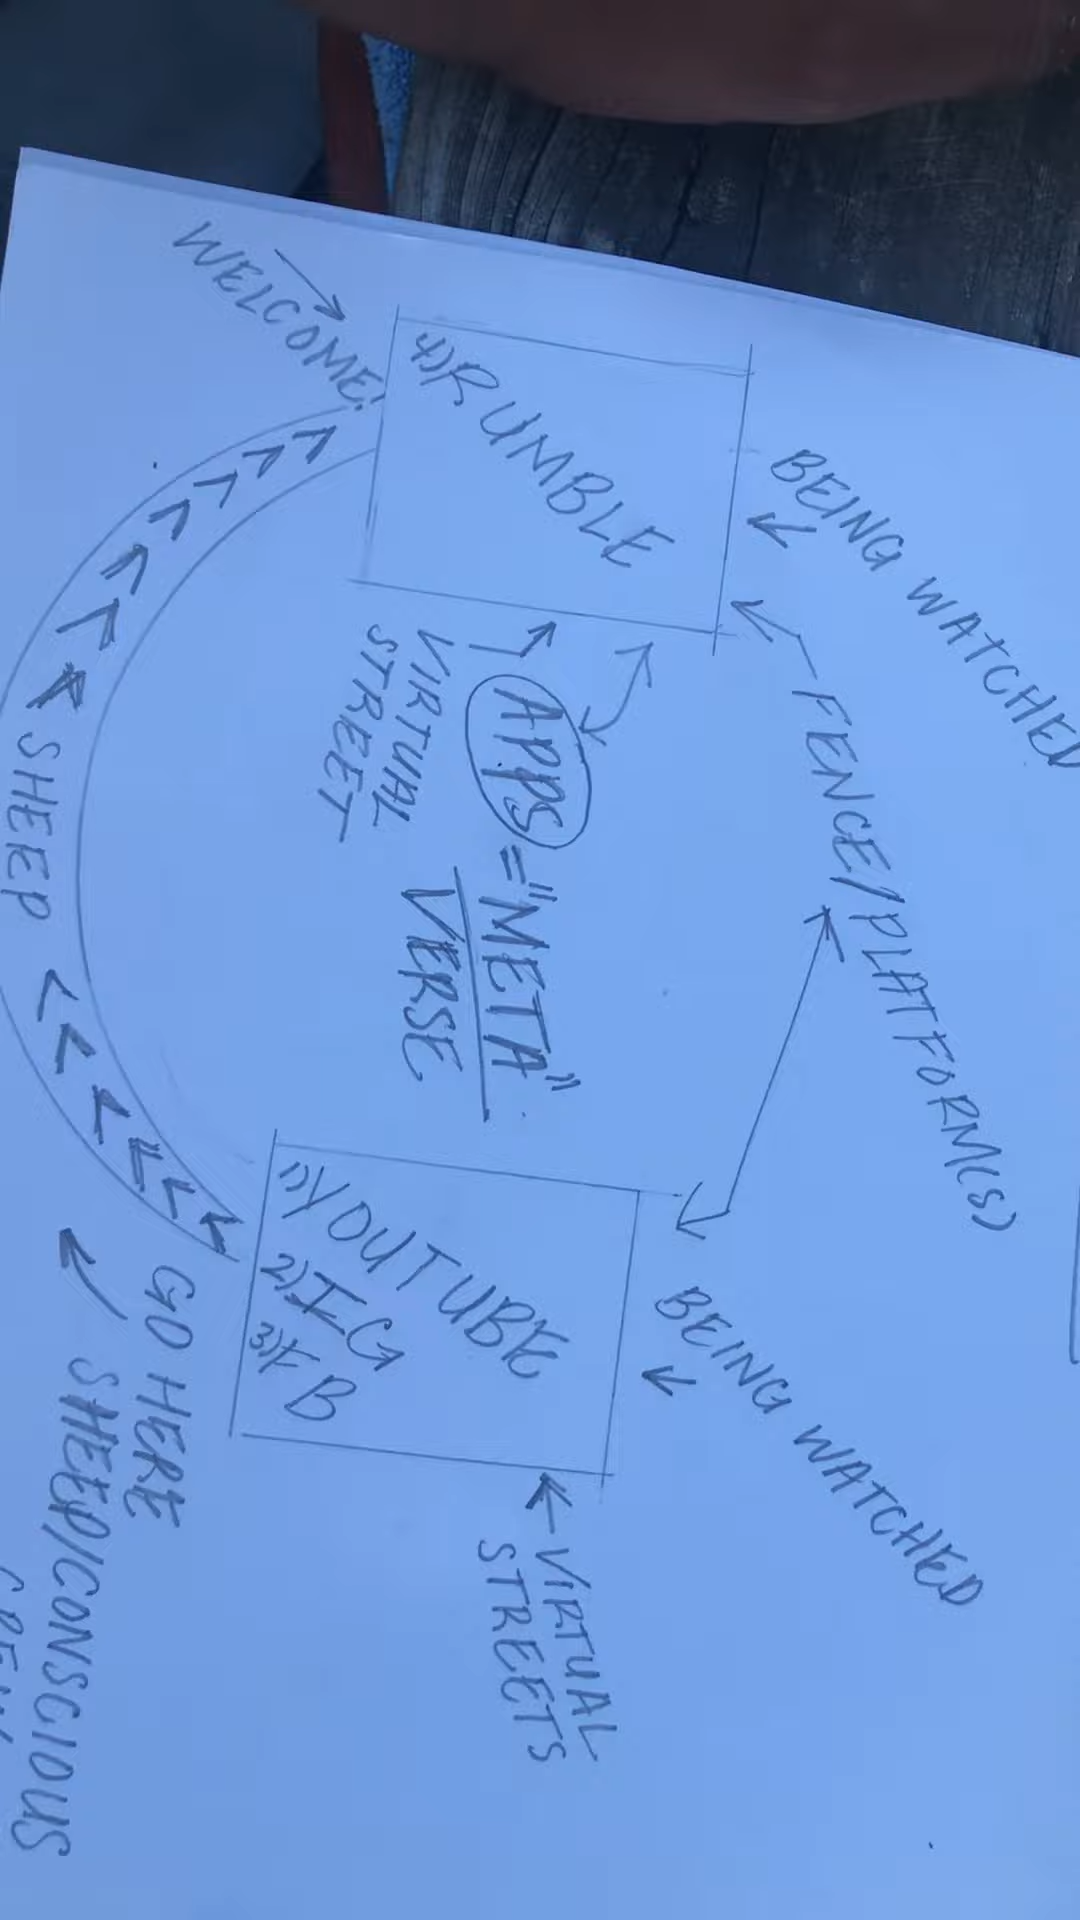 BEING WATCHED
BEING WATCHED
FENCE/PLATFORM(S)
4) RUMBLE
APPS = "META"
VERSE
VIRTUAL
STREET
1) YOUTUBE
2) IG
3) FB
VIRTUAL
STREETS
WELCOME!
SHEEP
GO HERE
SHEEP/CONSCIOUS